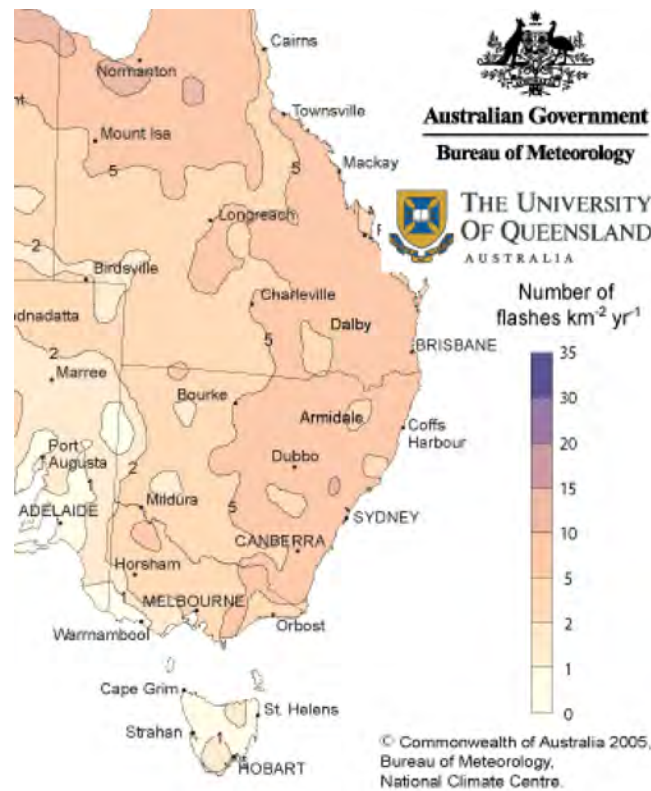 Cairns
Normanton
Mount Isa
Townsville
5
5
Mackay
Longreach
2
Birdsville
Charleville
Dalby
5
BRISBANE
2
Marree
Bourke
Armidale
Coffs
Harbour
Port
Augusta
Dubbo
1
2
Mildura
5
ADELAIDE
SYDNEY
CANBERRA
Horsham
1
MELBOURNE
Warrnambool
Orbost
Cape Grim
St. Helens
Strahan
1
HOBART
Australian Government
Bureau of Meteorology
THE UNIVERSITY
OF QUEENSLAND
AUSTRALIA
Number of
flashes km⁻² yr⁻¹
35
30
20
15
10
5
2
1
0
© Commonwealth of Australia 2005,
Bureau of Meteorology,
National Climate Centre.